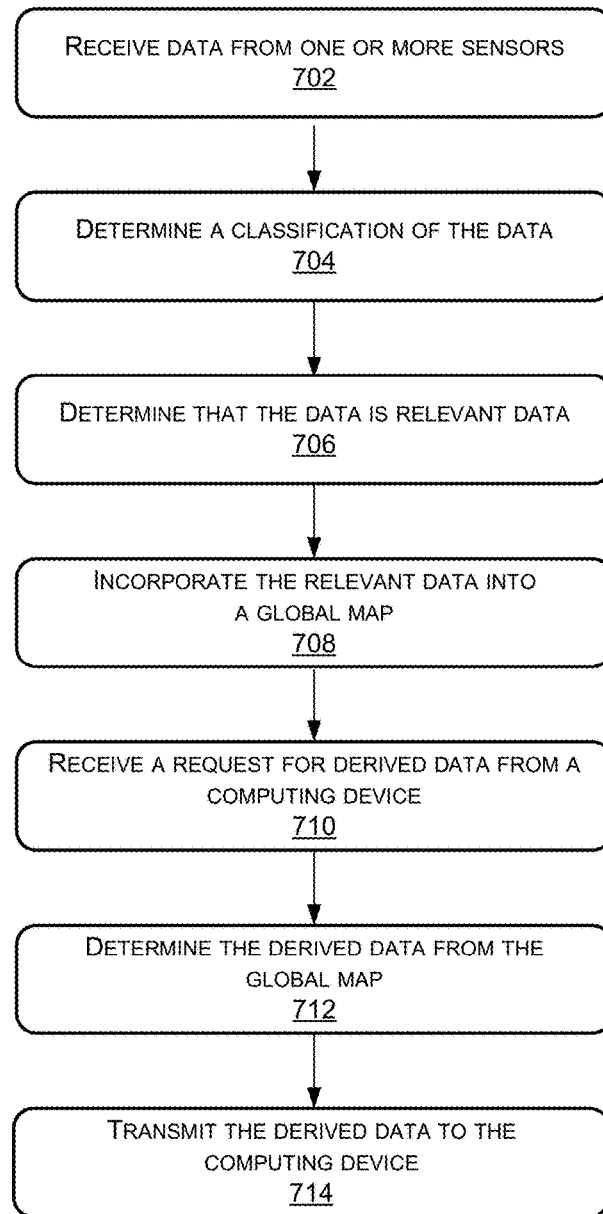 RECEIVE DATA FROM ONE OR MORE SENSORS
702
DETERMINE A CLASSIFICATION OF THE DATA
704
DETERMINE THAT THE DATA IS RELEVANT DATA
706
INCORPORATE THE RELEVANT DATA INTO
A GLOBAL MAP
708
RECEIVE A REQUEST FOR DERIVED DATA FROM A
COMPUTING DEVICE
710
DETERMINE THE DERIVED DATA FROM THE
GLOBAL MAP
712
TRANSMIT THE DERIVED DATA TO THE
COMPUTING DEVICE
714